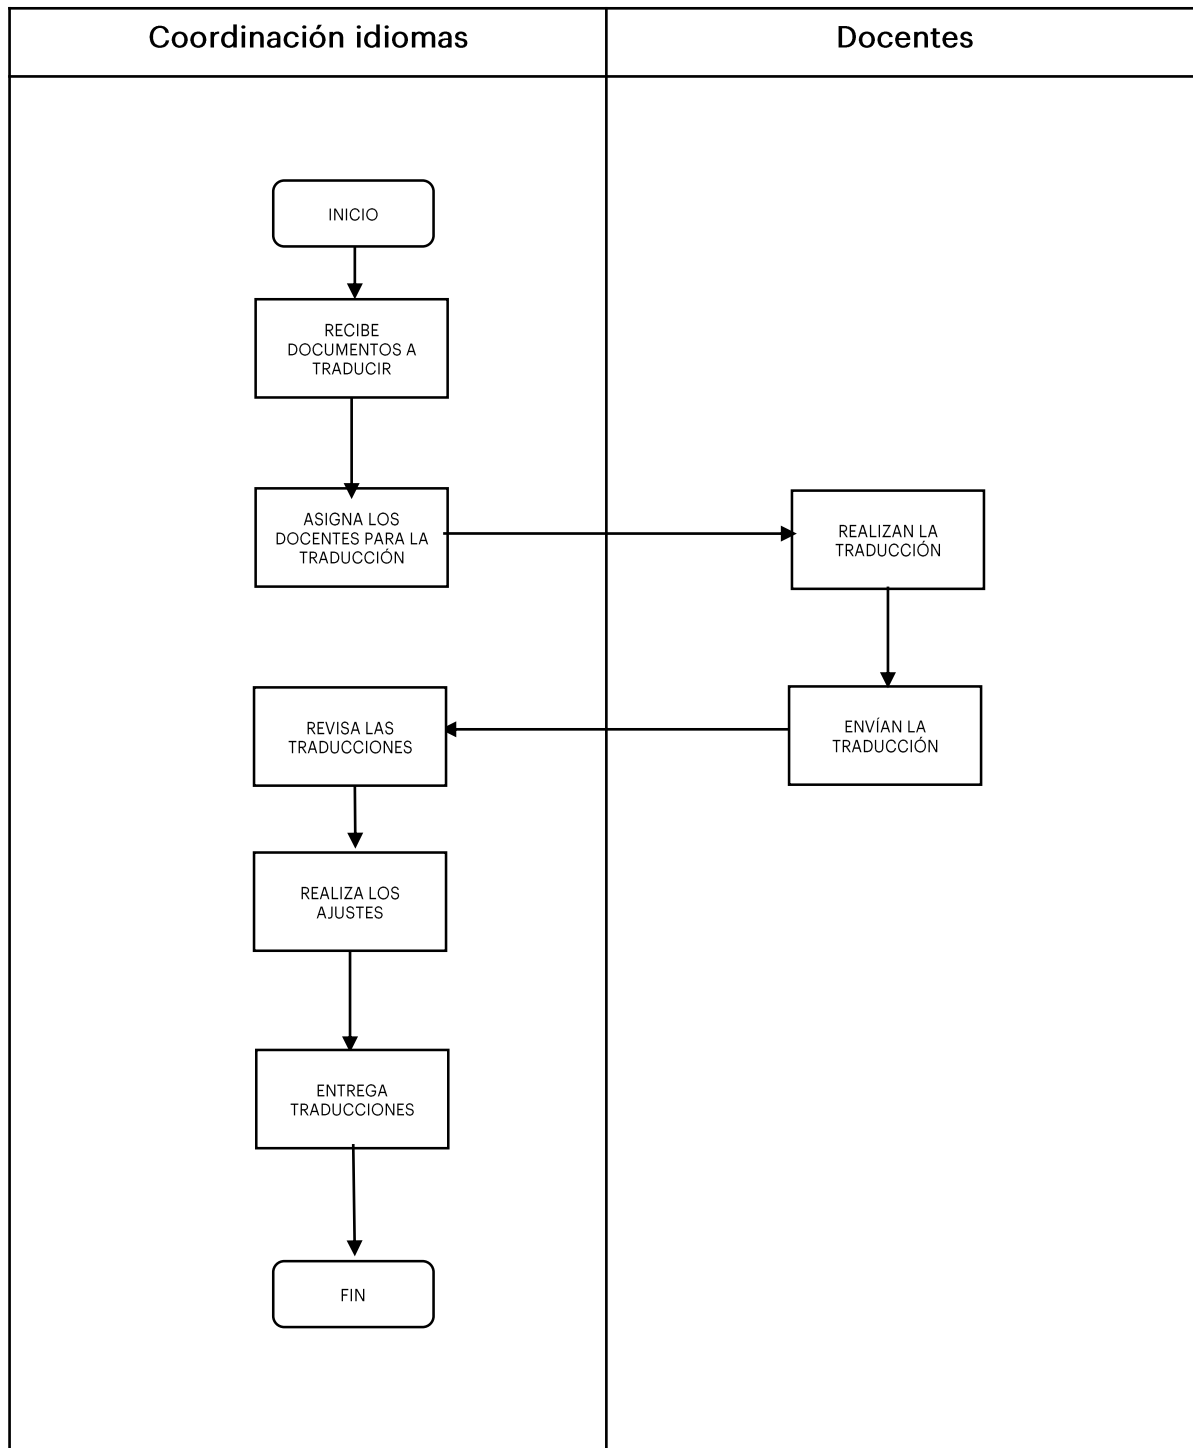 Coordinación idiomas
Docentes
INICIO
RECIBE
DOCUMENTOS A
TRADUCIR
ASIGNA LOS
DOCENTES PARA LA
TRADUCCIÓN
REALIZAN LA
TRADUCCIÓN
ENVÍAN LA
TRADUCCIÓN
REVISA LAS
TRADUCCIONES
REALIZA LOS
AJUSTES
ENTREGA
TRADUCCIONES
FIN